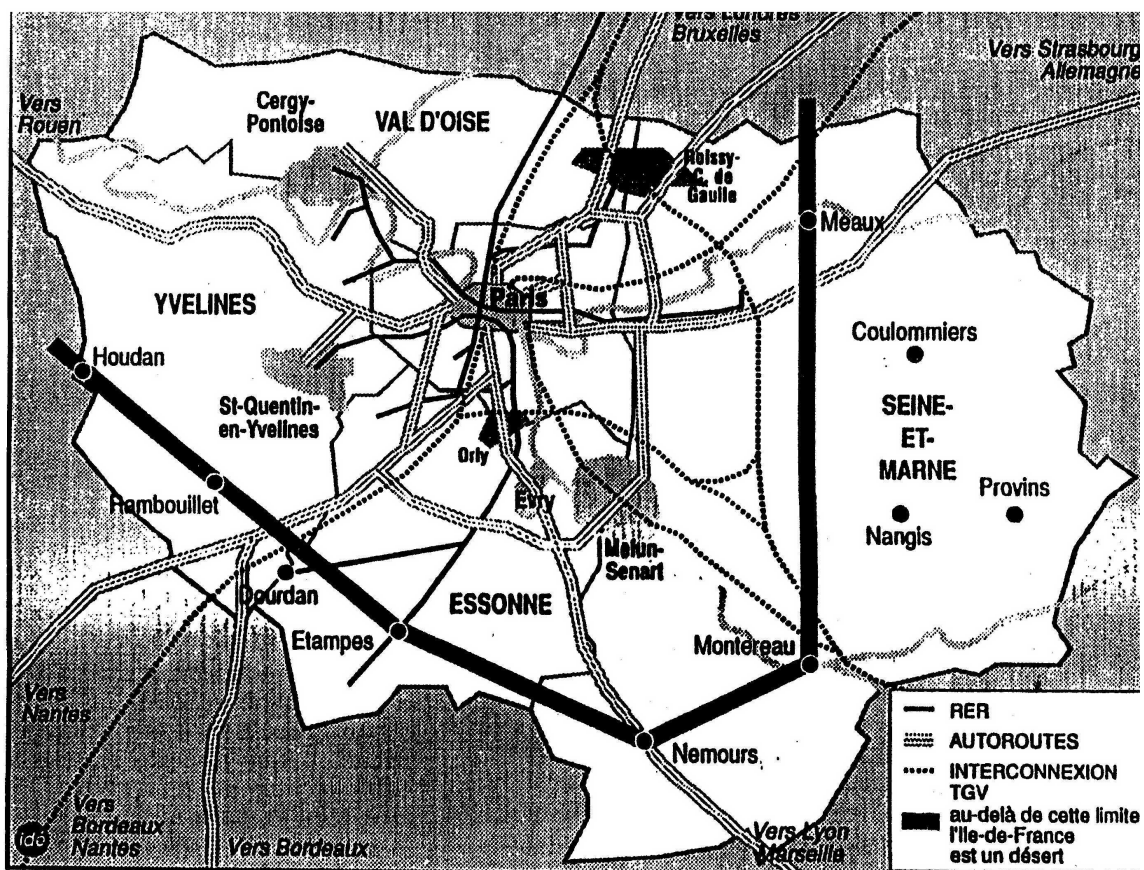 Vers Londres
Bruxelles
Vers Strasbourg
Allemagne
Vers
Rouen
Cergy-
Pontoise
VAL D'OISE
Roissy-
C. de
Gaulle
Meaux
YVELINES
Paris
Houdan
Coulommiers
St-Quentin-
en-Yvelines
SEINE-
ET-
MARNE
Orly
Rambouillet
Evry
Provins
Nangis
Melun-
Senart
Dourdan
ESSONNE
Etampes
Montereau
Vers
Nantes
Nemours
Vers
Bordeaux
Nantes
Vers Bordeaux
Vers Lyon
Marseille
ide
RER
AUTOROUTES
INTERCONNEXION
TGV
au-delà de cette limite
l'Ile-de-France
est un désert